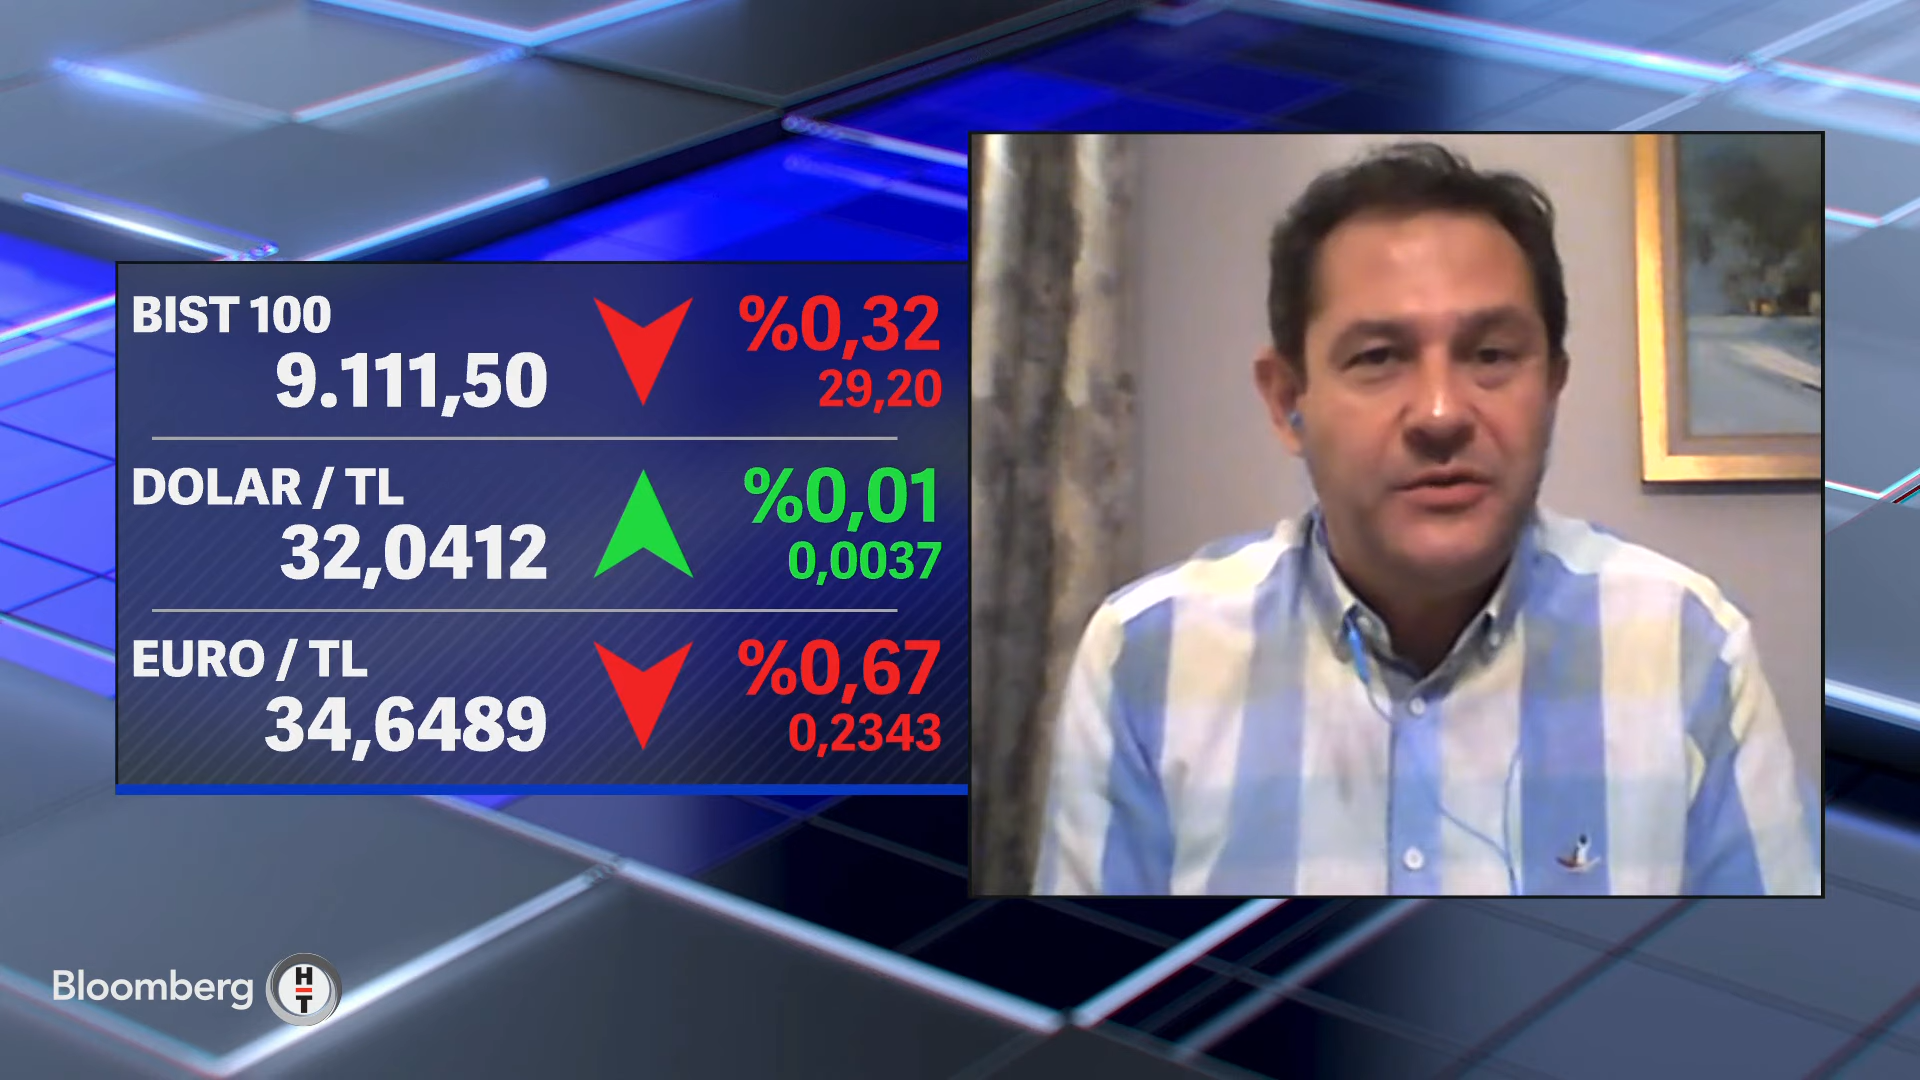 BIST 100
%0,32
9.111,50
29,20
DOLAR / TL
%0,01
32,0412
0,0037
EURO / TL
%0,67
34,6489
0,2343
Bloomberg HT